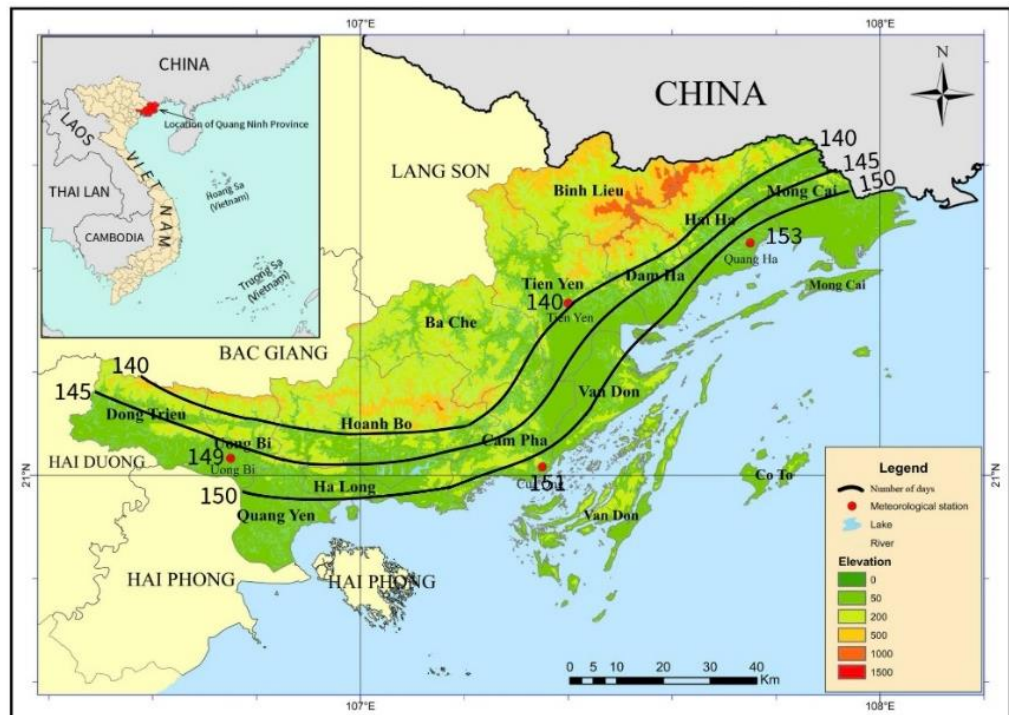 107°E
108°E
CHINA
Location of Quang Ninh Province
LAOS
VIET NAM
THAI LAN
CAMBODIA
Hoang Sa
(Vietnam)
Truong Sa
(Vietnam)
CHINA
N
LANG SON
BAC GIANG
HAI DUONG
HAI PHONG
HAI PHONG
Binh Lieu
Mong Cai
Hai Ha
Dam Ha
Quang Ha
Mong Cai
Tien Yen
Tien Yen
Ba Che
Van Don
Dong Trieu
Hoanh Bo
Uong Bi
Uong Bi
Cam Pha
Ha Long
Quang Yen
Co To
Van Don
140
145
150
153
140
140
145
149
150
151
21°N
21°N
Legend
Number of days
Meteorological station
Lake
River
Elevation
0
50
200
500
1000
1500
0 5 10 20 30 40
Km
107°E
108°E